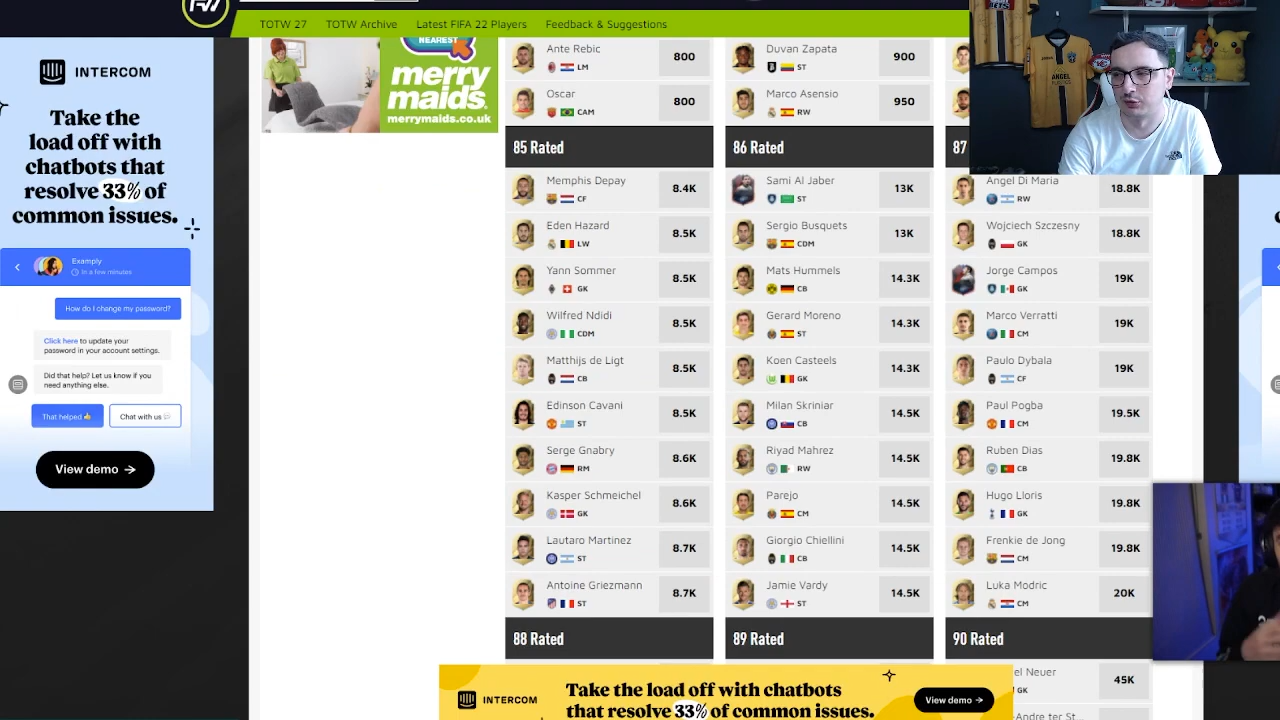 TOTW 27 TOTW Archive Latest FIFA 22 Players Feedback & Suggestions
INTERCOM
Take the
load off with
chatbots that
resolve 33% of
common issues.
Examply
In a few minutes
How do I change my password?
Click here to update your
password in your account settings.
Did that help? Let us know if you
need anything else.
That helped 👍
Chat with us
View demo →
NEAREST
merry
maids.
merrymaids.co.uk
Ante Rebic 800
LM
Oscar 800
CAM
85 Rated
Memphis Depay 8.4K
CF
Eden Hazard 8.5K
LW
Yann Sommer 8.5K
GK
Wilfred Ndidi 8.5K
CDM
Matthijs de Ligt 8.5K
CB
Edinson Cavani 8.5K
ST
Serge Gnabry 8.6K
RM
Kasper Schmeichel 8.6K
GK
Lautaro Martinez 8.7K
ST
Antoine Griezmann 8.7K
ST
88 Rated
Duvan Zapata 900
ST
Marco Asensio 950
RW
86 Rated
Sami Al Jaber 13K
ST
Sergio Busquets 13K
CDM
Mats Hummels 14.3K
CB
Gerard Moreno 14.3K
ST
Koen Casteels 14.3K
GK
Milan Skriniar 14.5K
CB
Riyad Mahrez 14.5K
RW
Parejo 14.5K
CM
Giorgio Chiellini 14.5K
CB
Jamie Vardy 14.5K
ST
89 Rated
87
Angel Di Maria 18.8K
RW
Wojciech Szczesny 18.8K
GK
Jorge Campos 19K
GK
Marco Verratti 19K
CM
Paulo Dybala 19K
CF
Paul Pogba 19.5K
CM
Ruben Dias 19.8K
CB
Hugo Lloris 19.8K
GK
Frenkie de Jong 19.8K
CM
Luka Modric 20K
CM
90 Rated
el Neuer 45K
GK
-Andre ter St...
INTERCOM
Take the load off with chatbots
that resolve 33% of common issues.
View demo →
ANGEL